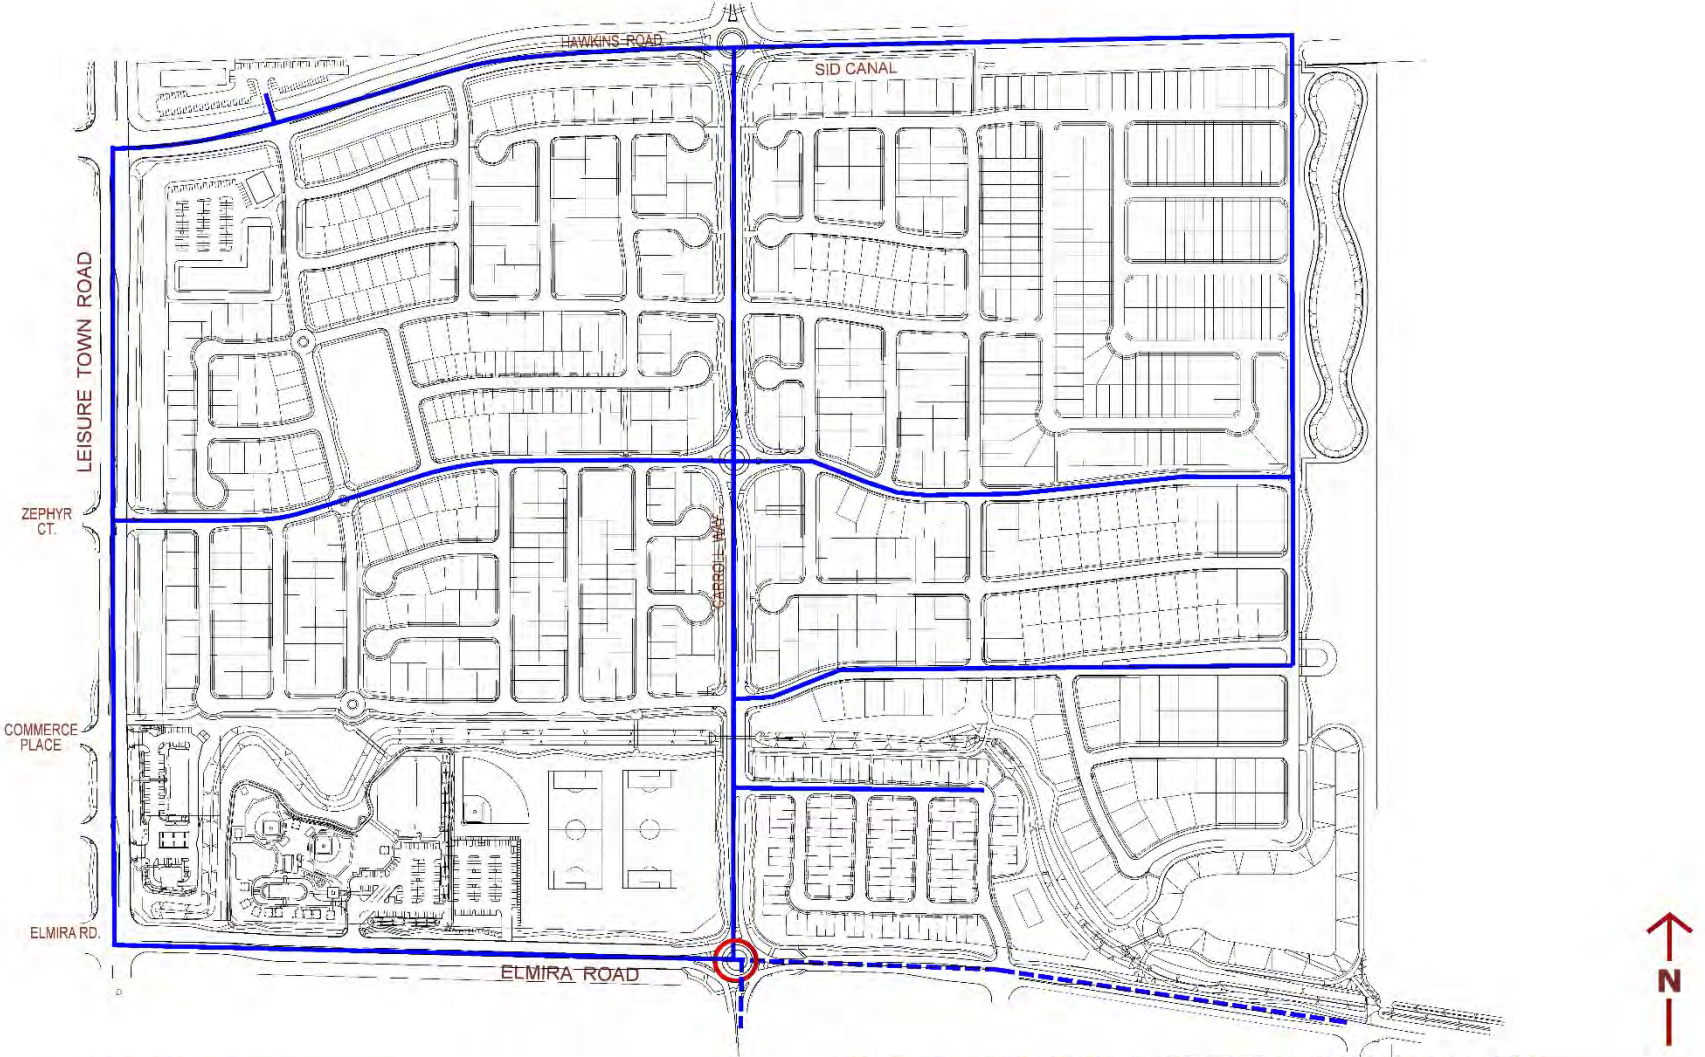 HAWKINS ROAD
SID CANAL
LEISURE TOWN ROAD
ZEPHYR
CT.
CARROLL WAY
COMMERCE
PLACE
ELMIRA RD.
ELMIRA ROAD
N